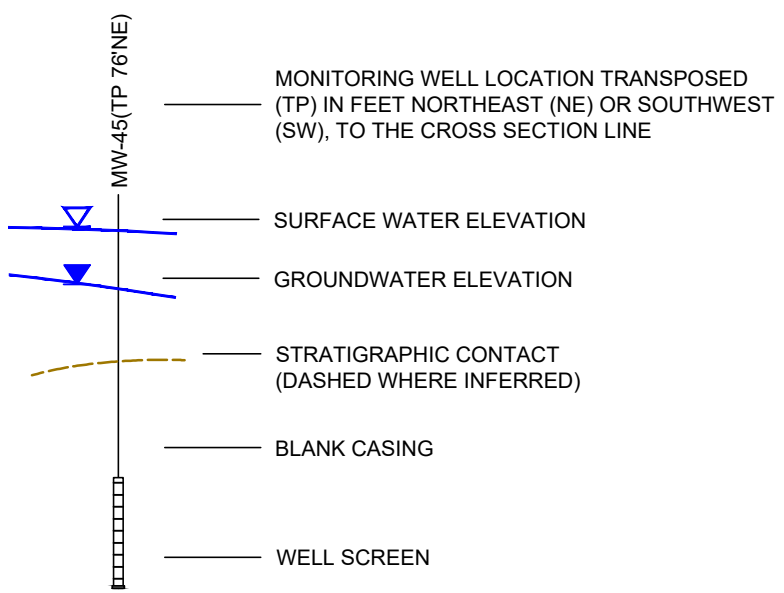 MW-45(TP 76'NE)
MONITORING WELL LOCATION TRANSPOSED
(TP) IN FEET NORTHEAST (NE) OR SOUTHWEST
(SW), TO THE CROSS SECTION LINE
SURFACE WATER ELEVATION
GROUNDWATER ELEVATION
STRATIGRAPHIC CONTACT
(DASHED WHERE INFERRED)
BLANK CASING
WELL SCREEN